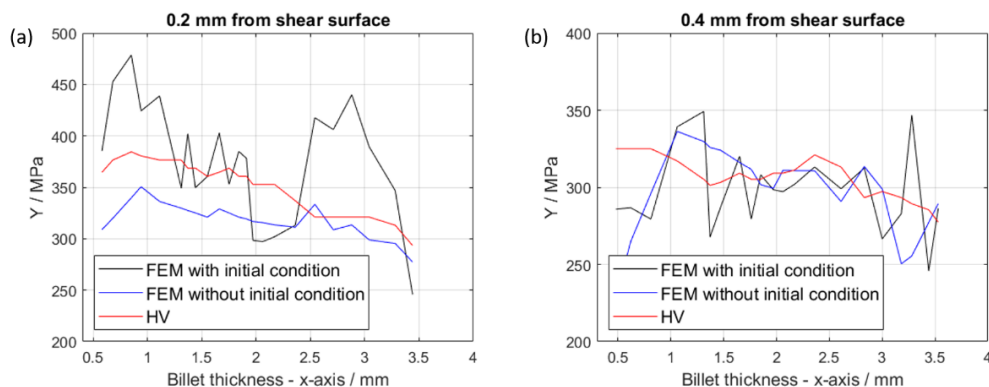 (a)
0.2 mm from shear surface
500
450
400
350
300
250
200
Y / MPa
FEM with initial condition
FEM without initial condition
HV
0.5 1 1.5 2 2.5 3 3.5 4
Billet thickness - x-axis / mm
(b)
0.4 mm from shear surface
400
350
300
250
200
Y / MPa
FEM with initial condition
FEM without initial condition
HV
0.5 1 1.5 2 2.5 3 3.5 4
Billet thickness - x-axis / mm